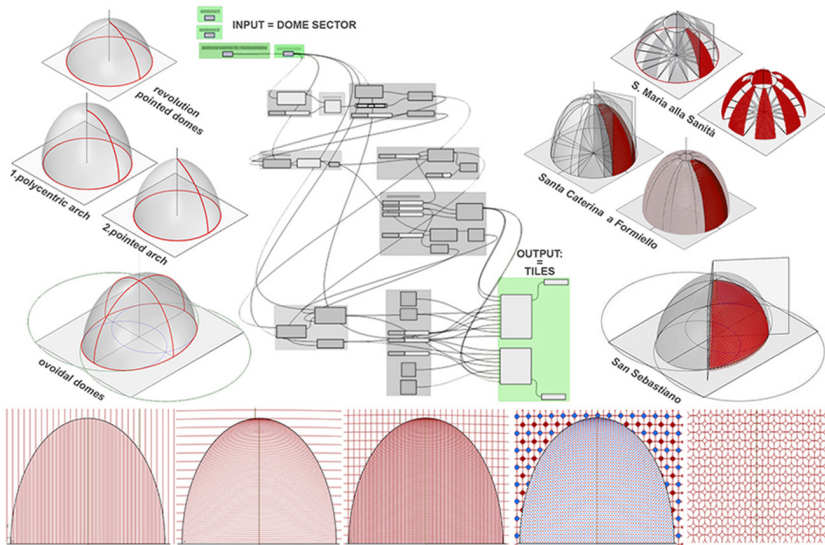 INPUT = DOME SECTOR
revolution
pointed domes
1.polycentric arch
2.pointed arch
ovoidal domes
OUTPUT:
=
TILES
S. Maria alla Sanità
Santa Caterina a Formiello
San Sebastiano